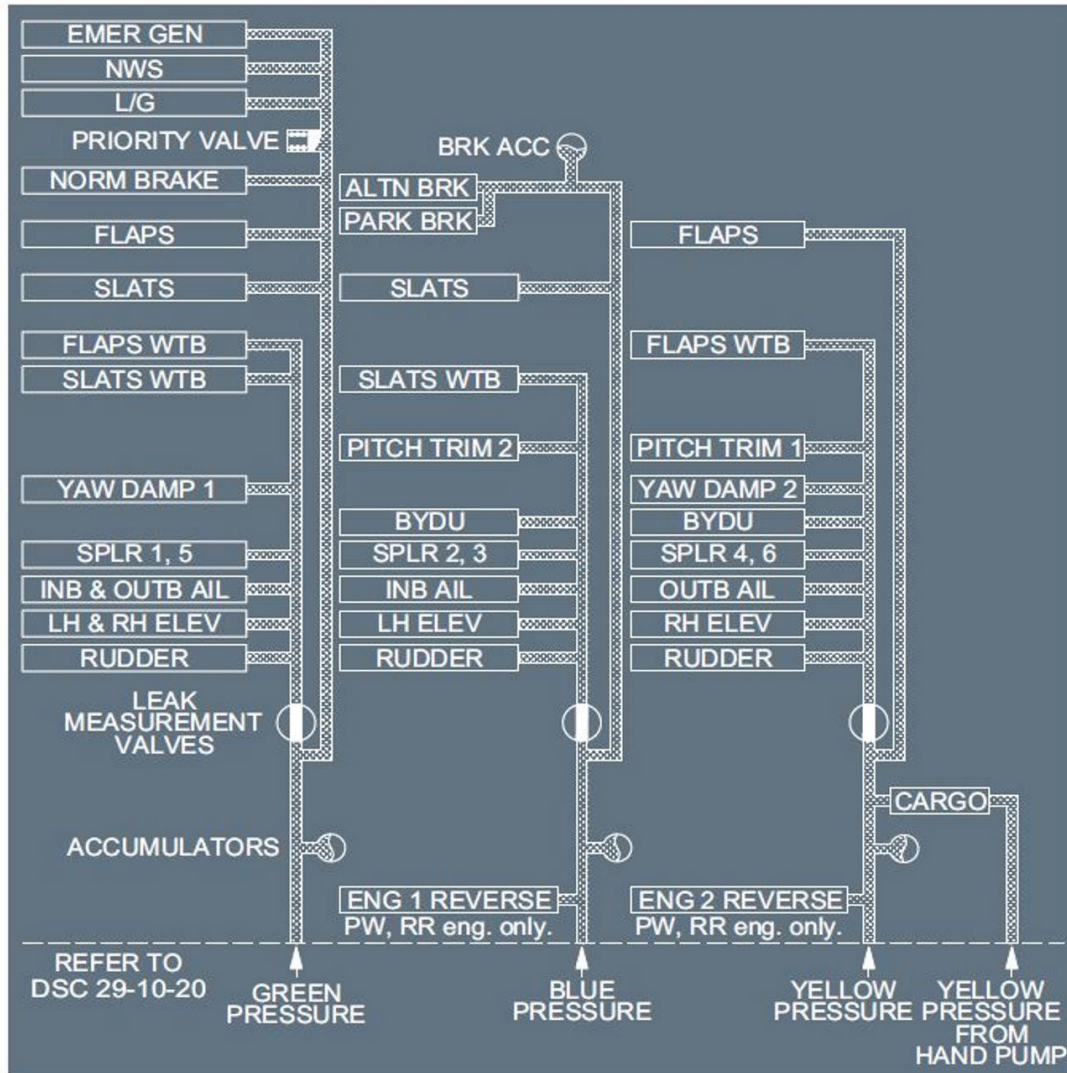 EMER GEN
NWS
L/G
PRIORITY VALVE
NORM BRAKE
FLAPS
SLATS
FLAPS WTB
SLATS WTB
YAW DAMP 1
SPLR 1, 5
INB & OUTB AIL
LH & RH ELEV
RUDDER
LEAK
MEASUREMENT
VALVES
ACCUMULATORS
REFER TO
DSC 29-10-20
GREEN
PRESSURE
BRK ACC
ALTN BRK
PARK BRK
SLATS
SLATS WTB
PITCH TRIM 2
BYDU
SPLR 2, 3
INB AIL
LH ELEV
RUDDER
ENG 1 REVERSE
PW, RR eng. only.
BLUE
PRESSURE
FLAPS
FLAPS WTB
PITCH TRIM 1
YAW DAMP 2
BYDU
SPLR 4, 6
OUTB AIL
RH ELEV
RUDDER
CARGO
ENG 2 REVERSE
PW, RR eng. only.
YELLOW
PRESSURE
YELLOW
PRESSURE
FROM
HAND PUMP